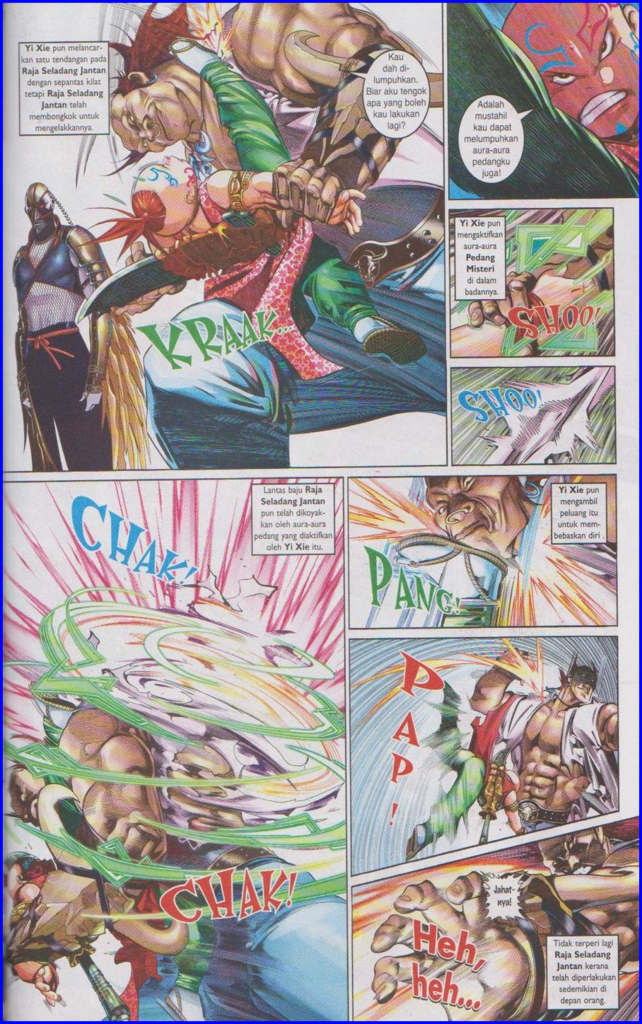 Yi Xie pun melancar-
kan satu tendangan pada
Raja Seladang Jantan
dengan sepantas kilat
tetapi Raja Seladang
Jantan telah
membongkok untuk
mengelakkannya.
Kau
dah di-
lumpuhkan.
Biar aku tengok
apa yang boleh
kau lakukan
lagi?
KRAAK...
Adalah
mustahil
kau dapat
melumpuhkan
aura-aura
pedangku
juga!
Yi Xie pun
mengaktifkan
aura-aura
Pedang
Misteri
di dalam
badannya.
SHOO!
SHOO!
Lantas baju Raja
Seladang Jantan
pun telah dikoyak-
kan oleh aura-aura
pedang yang diaktifkan
oleh Yi Xie itu.
CHAK!
CHAK!
Yi Xie pun
mengambil
peluang itu
untuk mem-
bebaskan diri.
PANG!
PAP!
Jahat-
nya!
Heh,
heh...
Tidak terperi lagi
Raja Seladang
Jantan kerana
telah diperlakukan
sedemikian di
depan orang.